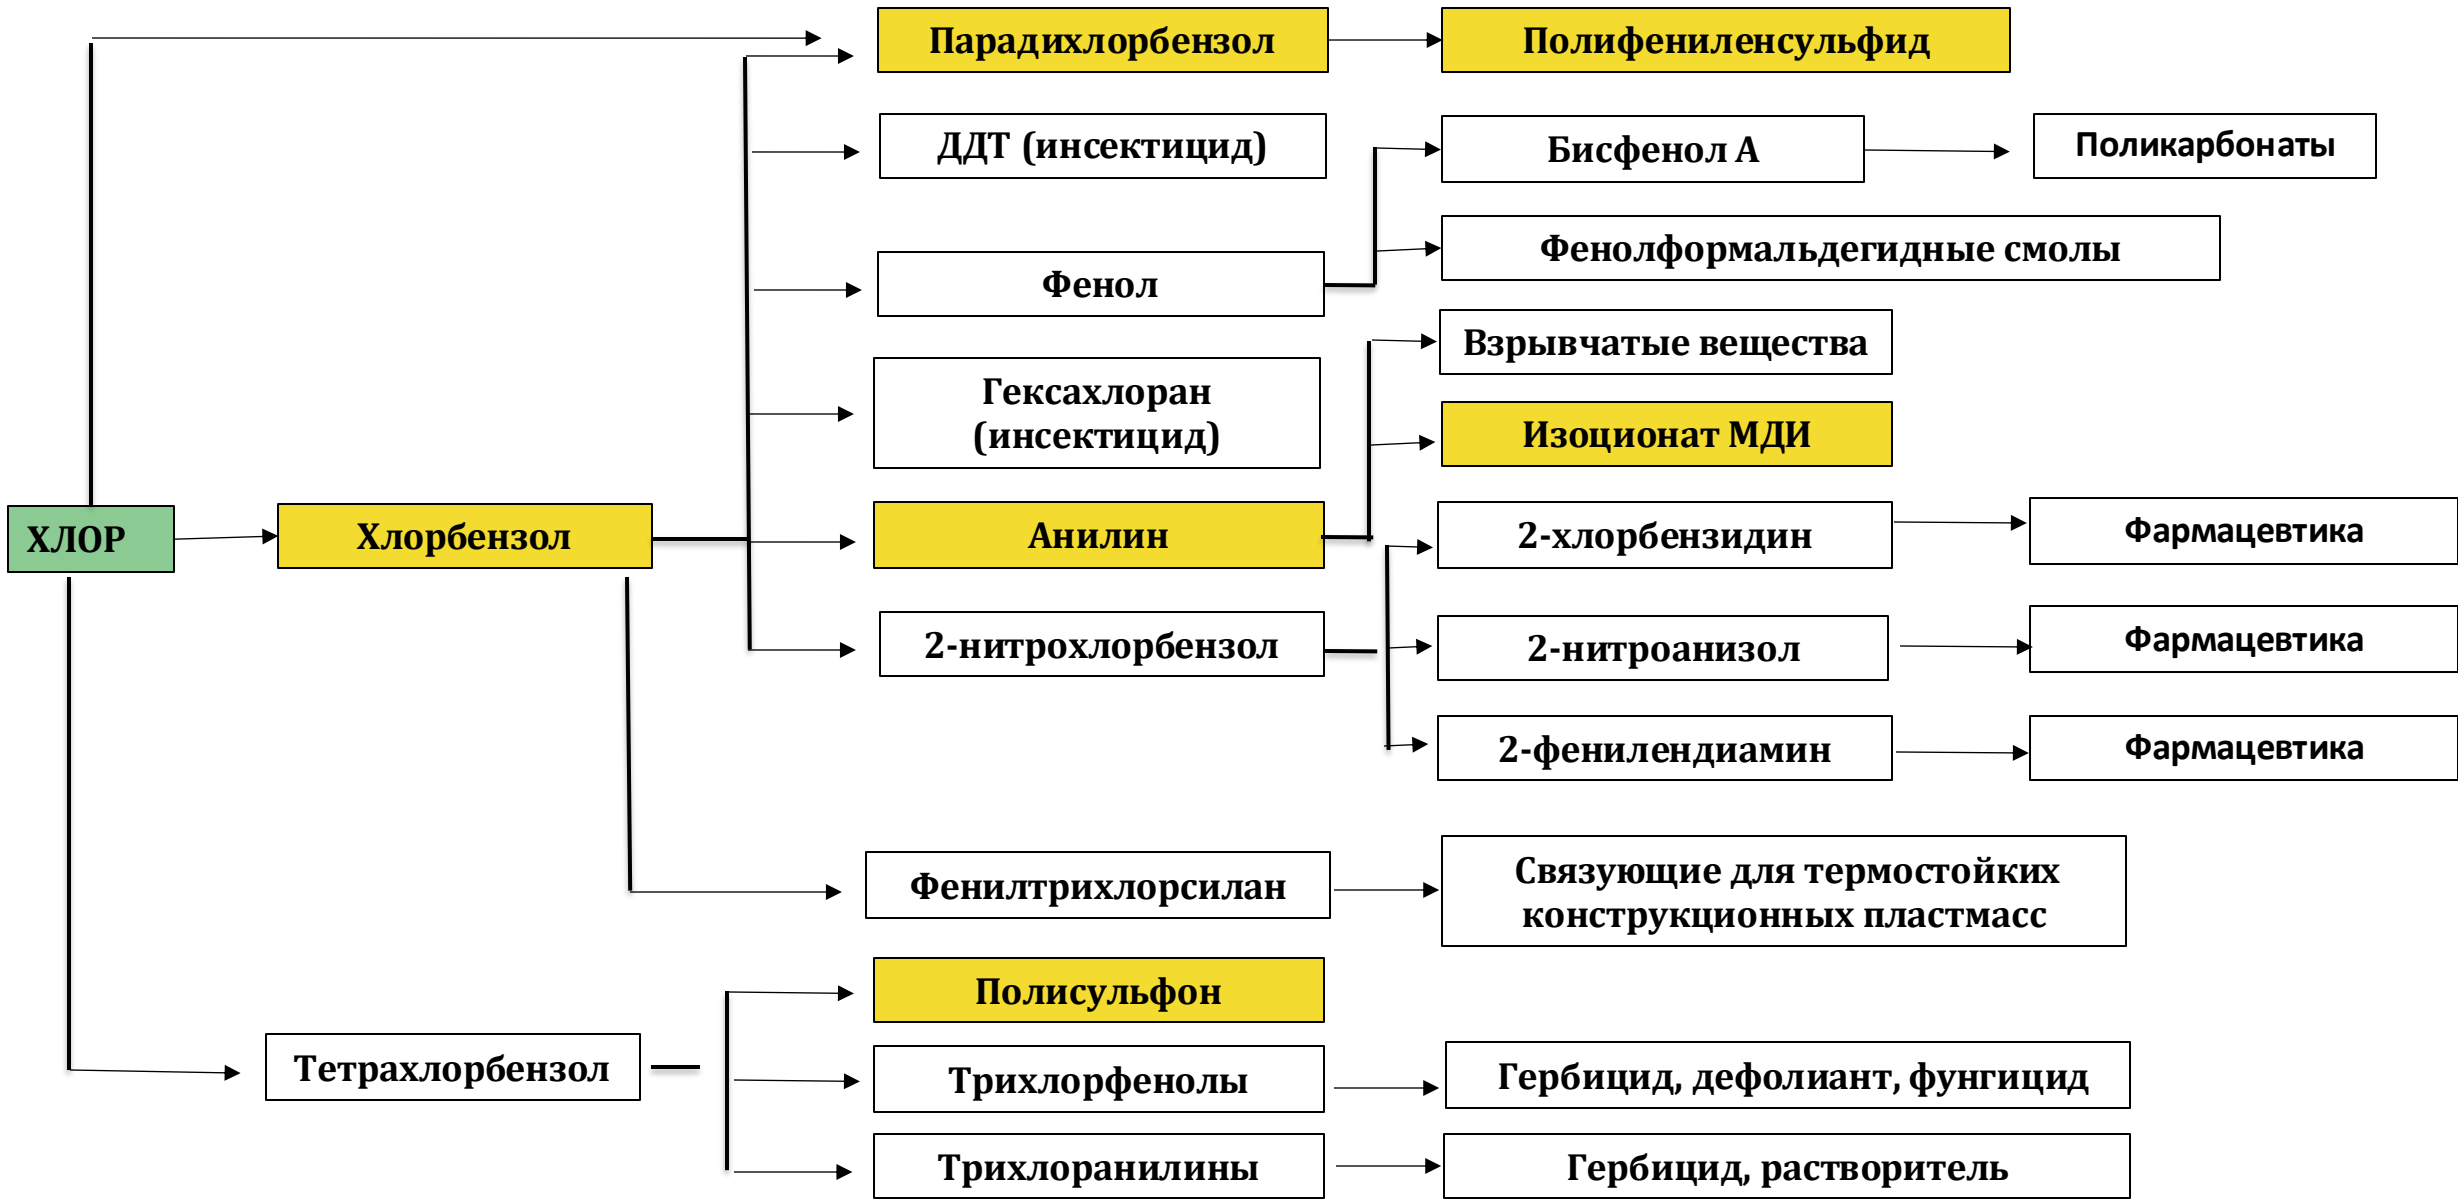 Парадихлорбензол
Полифениленсульфид
ДДТ (инсектицид)
Бисфенол А
Поликарбонаты
Фенолформальдегидные смолы
Фенол
Взрывчатые вещества
Гексахлоран
(инсектицид)
Изоционат МДИ
ХЛОР
Хлорбензол
Анилин
2-хлорбензидин
Фармацевтика
2-нитрохлорбензол
2-нитроанизол
Фармацевтика
2-фенилендиамин
Фармацевтика
Фенилтрихлорсилан
Связующие для термостойких
конструкционных пластмасс
Полисульфон
Тетрахлорбензол
Трихлорфенолы
Гербицид, дефолиант, фунгицид
Трихлоранилины
Гербицид, растворитель